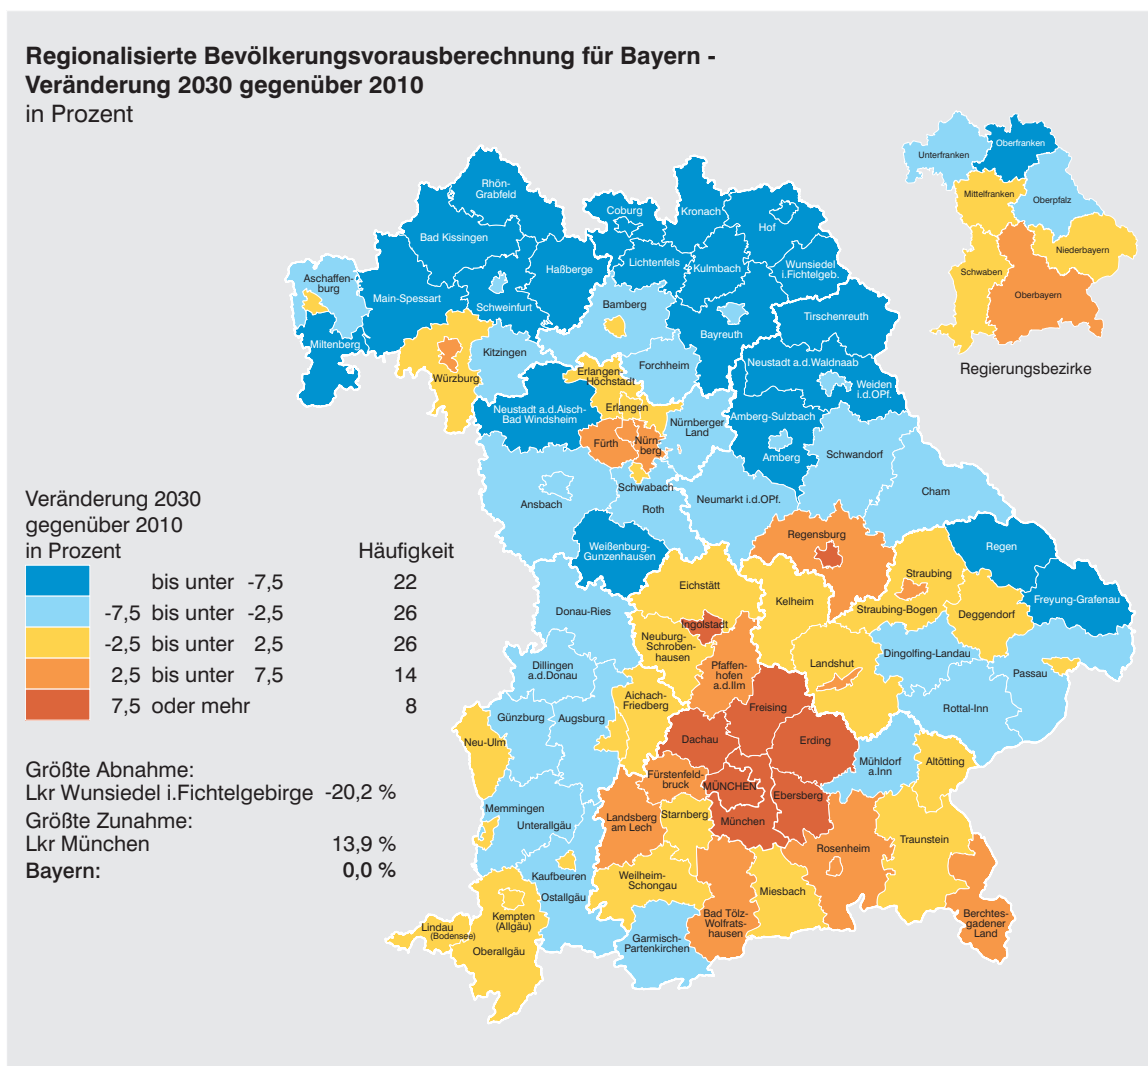 Regionalisierte Bevölkerungsvorausberechnung für Bayern -
Veränderung 2030 gegenüber 2010
in Prozent
Unterfranken
Oberfranken
Mittelfranken
Oberpfalz
Niederbayern
Schwaben
Oberbayern
Regierungsbezirke
Rhön-
Grabfeld
Bad Kissingen
Coburg
Kronach
Hof
Lichtenfels
Kulmbach
Wunsiedel
i.Fichtelgeb.
Haßberge
Aschaffen-
burg
Main-Spessart
Schweinfurt
Bamberg
Bayreuth
Tirschenreuth
Miltenberg
Würzburg
Kitzingen
Forchheim
Neustadt a.d.Waldnaab
Weiden
i.d.OPf.
Erlangen-
Höchstadt
Erlangen
Neustadt a.d.Aisch-
Bad Windsheim
Fürth
Nürn-
berg
Nürnberger
Land
Amberg-Sulzbach
Amberg
Schwandorf
Cham
Ansbach
Schwabach
Roth
Neumarkt i.d.OPf.
Weißenburg-
Gunzenhausen
Regensburg
Regen
Freyung-Grafenau
Straubing
Straubing-Bogen
Deggendorf
Eichstätt
Kelheim
Donau-Ries
Ingolstadt
Neuburg-
Schroben-
hausen
Pfaffen-
hofen
a.d.Ilm
Landshut
Dingolfing-Landau
Passau
Rottal-Inn
Dillingen
a.d.Donau
Aichach-
Friedberg
Freising
Günzburg
Augsburg
Neu-Ulm
Dachau
Erding
Mühldorf
a.Inn
Altötting
Fürstenfeld-
bruck
MÜNCHEN
Ebersberg
München
Memmingen
Unterallgäu
Landsberg
am Lech
Starnberg
Rosenheim
Traunstein
Kaufbeuren
Ostallgäu
Weilheim-
Schongau
Miesbach
Bad Tölz-
Wolfrats-
hausen
Berchtes-
gadener
Land
Kempten
(Allgäu)
Lindau
(Bodensee)
Oberallgäu
Garmisch-
Partenkirchen
Veränderung 2030
gegenüber 2010
in Prozent Häufigkeit
bis unter -7,5 22
-7,5 bis unter -2,5 26
-2,5 bis unter 2,5 26
2,5 bis unter 7,5 14
7,5 oder mehr 8
Größte Abnahme:
Lkr Wunsiedel i.Fichtelgebirge -20,2 %
Größte Zunahme:
Lkr München 13,9 %
Bayern: 0,0 %